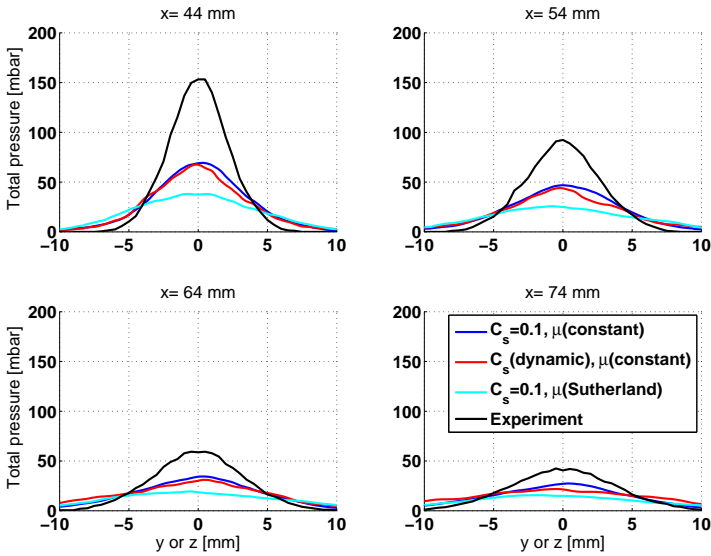 x= 44 mm
x= 54 mm
Total pressure [mbar]
200
150
100
50
0
−10 −5 0 5 10
200
150
100
50
0
−10 −5 0 5 10
x= 64 mm
x= 74 mm
Total pressure [mbar]
200
150
100
50
0
−10 −5 0 5 10
y or z [mm]
200
150
100
50
0
−10 −5 0 5 10
y or z [mm]
Cs=0.1, μ(constant)
Cs(dynamic), μ(constant)
Cs=0.1, μ(Sutherland)
Experiment